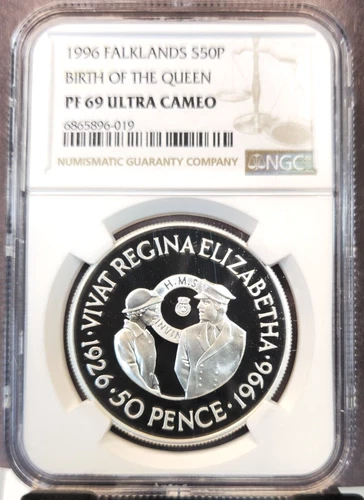 1996 FALKLANDS S50P
BIRTH OF THE QUEEN
PF 69 ULTRA CAMEO
6865896-019
NUMISMATIC GUARANTY COMPANY
NGC
VIVAT REGINA ELIZABETHA
H.M.S
INVIN
1926 · 50 PENCE · 1996